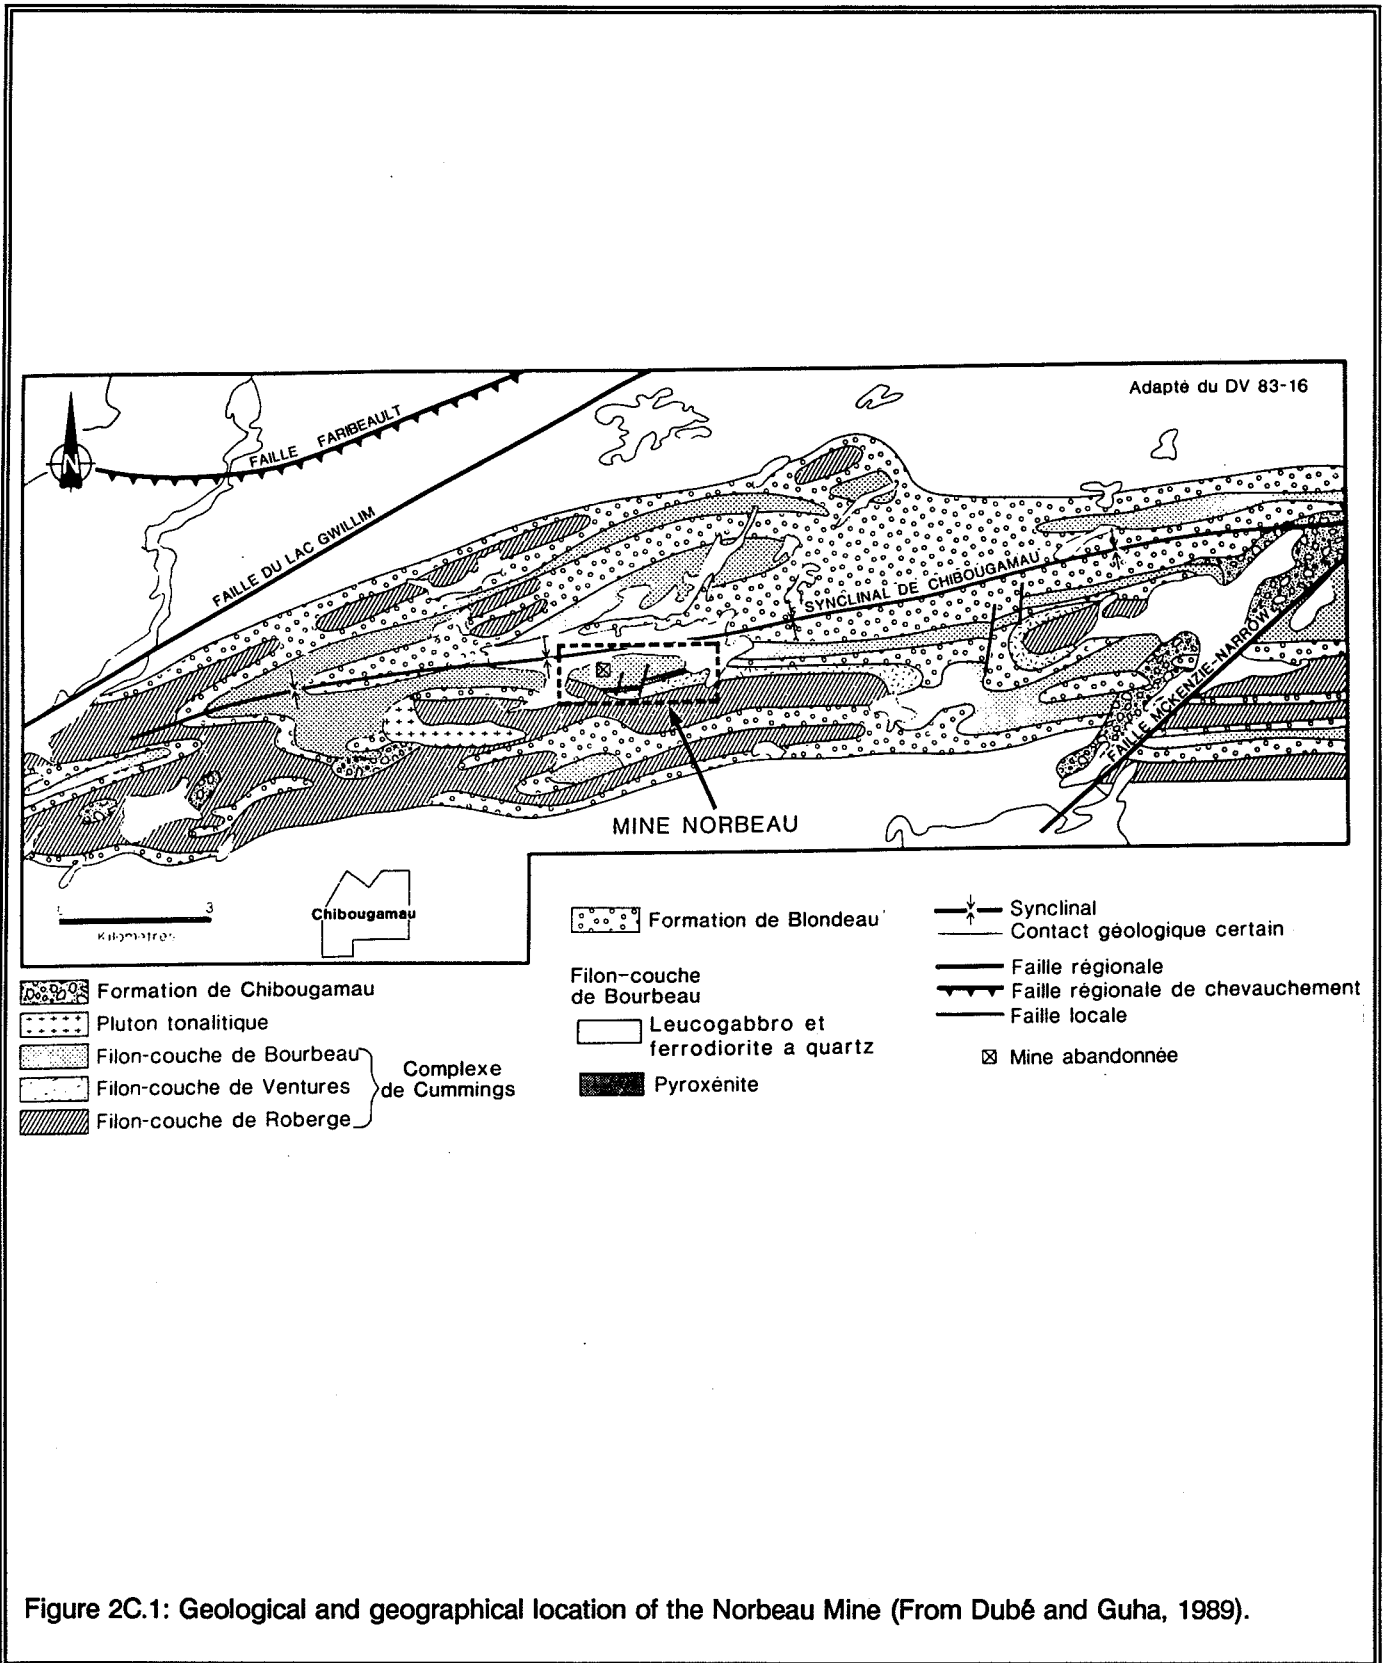 Adapté du DV 83-16
N
FAILLE FARIBEAULT
FAILLE DU LAC GWILLIM
SYNCLINAL DE CHIBOUGAMAU
FAILLE MCKENZIE-NARROW
MINE NORBEAU
3
Kilomètres
Chibougamau
Formation de Chibougamau
Pluton tonalitique
Filon-couche de Bourbeau
Filon-couche de Ventures
Filon-couche de Roberge
Complexe
de Cummings
Formation de Blondeau
Filon-couche
de Bourbeau
Leucogabbro et
ferrodiorite a quartz
Pyroxénite
Synclinal
Contact géologique certain
Faille régionale
Faille régionale de chevauchement
Faille locale
Mine abandonnée
Figure 2C.1: Geological and geographical location of the Norbeau Mine (From Dubé and Guha, 1989).